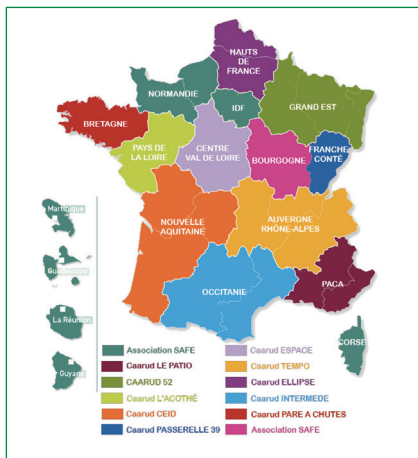 HAUTS
DE
FRANCE
NORMANDIE
IDF
GRAND EST
BRETAGNE
PAYS DE
LA LOIRE
CENTRE
VAL DE LOIRE
BOURGOGNE
FRANCHE
CONTÉ
Martinique
Guadeloupe
La Réunion
Guyane
NOUVELLE
AQUITAINE
AUVERGNE
RHÔNE-ALPES
OCCITANIE
PACA
CORSE
Association SAFE
Caarud LE PATIO
CAARUD 52
Caarud L'ACOTHÉ
Caarud CEID
Caarud PASSERELLE 39
Caarud ESPACE
Caarud TEMPO
Caarud ELLIPSE
Caarud INTERMEDE
Caarud PARE A CHUTES
Association SAFE